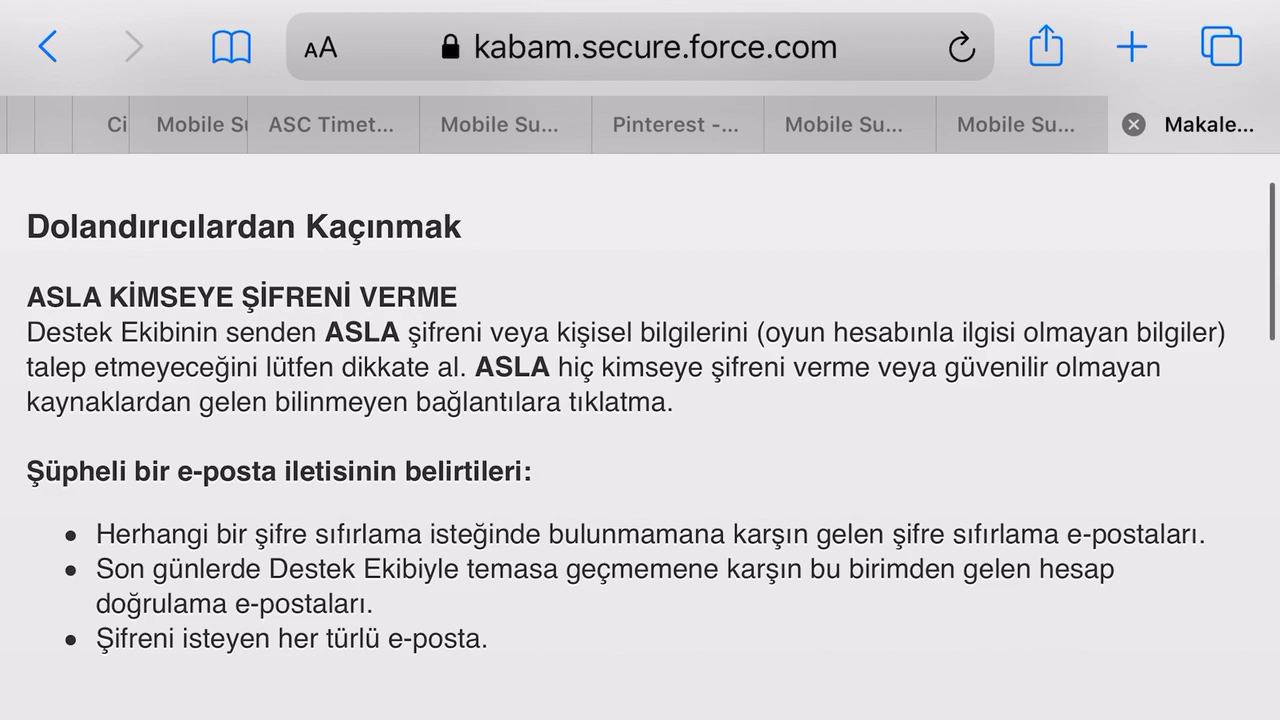 AA kabam.secure.force.com
Ci Mobile Su ASC Timet... Mobile Su... Pinterest -... Mobile Su... Mobile Su... Makale...
Dolandırıcılardan Kaçınmak
ASLA KİMSEYE ŞİFRENİ VERME
Destek Ekibinin senden ASLA şifreni veya kişisel bilgilerini (oyun hesabınla ilgisi olmayan bilgiler)
talep etmeyeceğini lütfen dikkate al. ASLA hiç kimseye şifreni verme veya güvenilir olmayan
kaynaklardan gelen bilinmeyen bağlantılara tıklatma.
Şüpheli bir e-posta iletisinin belirtileri:
• Herhangi bir şifre sıfırlama isteğinde bulunmamana karşın gelen şifre sıfırlama e-postaları.
• Son günlerde Destek Ekibiyle temasa geçmemene karşın bu birimden gelen hesap
doğrulama e-postaları.
• Şifreni isteyen her türlü e-posta.